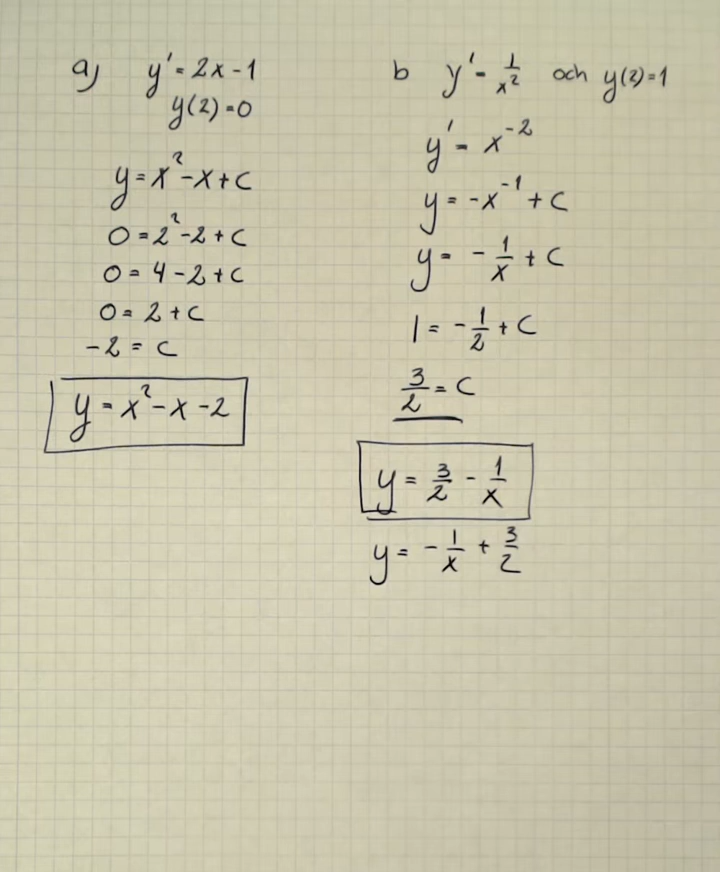 a) y' = 2x - 1
y(2) = 0
y = x² - x + C
0 = 2² - 2 + C
0 = 4 - 2 + C
0 = 2 + C
-2 = C
y = x² - x - 2
b y' = 1/x² och y(2) = 1
y' = x⁻²
y = -x⁻¹ + C
y = - 1/x + C
1 = - 1/2 + C
3/2 = C
y = 3/2 - 1/x
y = - 1/x + 3/2